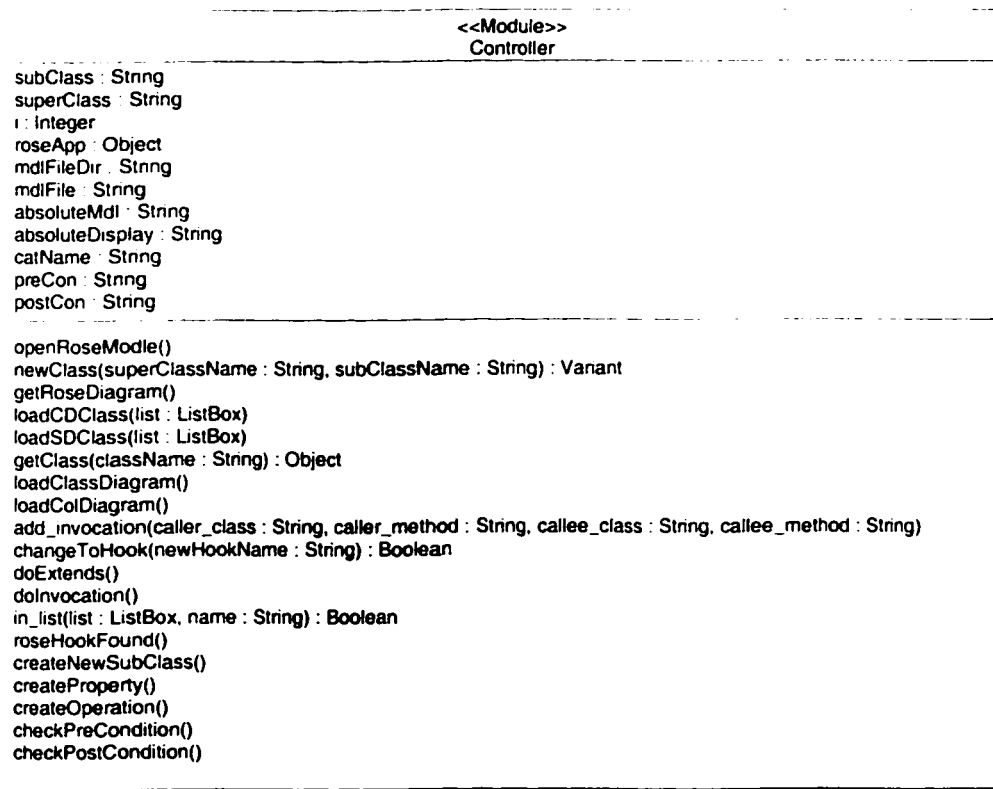 <<Module>>
Controller
subClass : String
superClass : String
i : Integer
roseApp : Object
mdlFileDir : String
mdlFile : String
absoluteMdl : String
absoluteDisplay : String
catName : String
preCon : String
postCon : String
openRoseModle()
newClass(superClassName : String, subClassName : String) : Variant
getRoseDiagram()
loadCDClass(list : ListBox)
loadSDClass(list : ListBox)
getClass(className : String) : Object
loadClassDiagram()
loadColDiagram()
add_invocation(caller_class : String, caller_method : String, callee_class : String, callee_method : String)
changeToHook(newHookName : String) : Boolean
doExtends()
doInvocation()
in_list(list : ListBox, name : String) : Boolean
roseHookFound()
createNewSubClass()
createProperty()
createOperation()
checkPreCondition()
checkPostCondition()